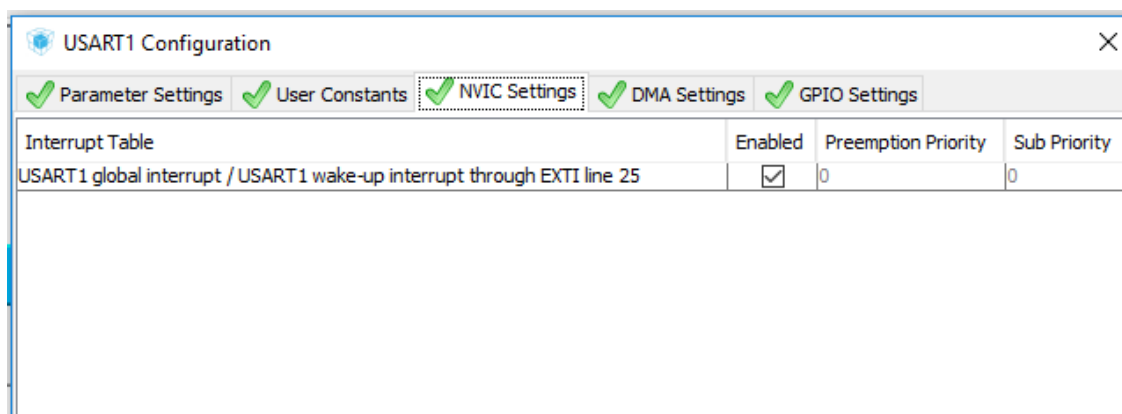 USART1 Configuration
Parameter Settings User Constants NVIC Settings DMA Settings GPIO Settings
Interrupt Table Enabled Preemption Priority Sub Priority
USART1 global interrupt / USART1 wake-up interrupt through EXTI line 25 0 0